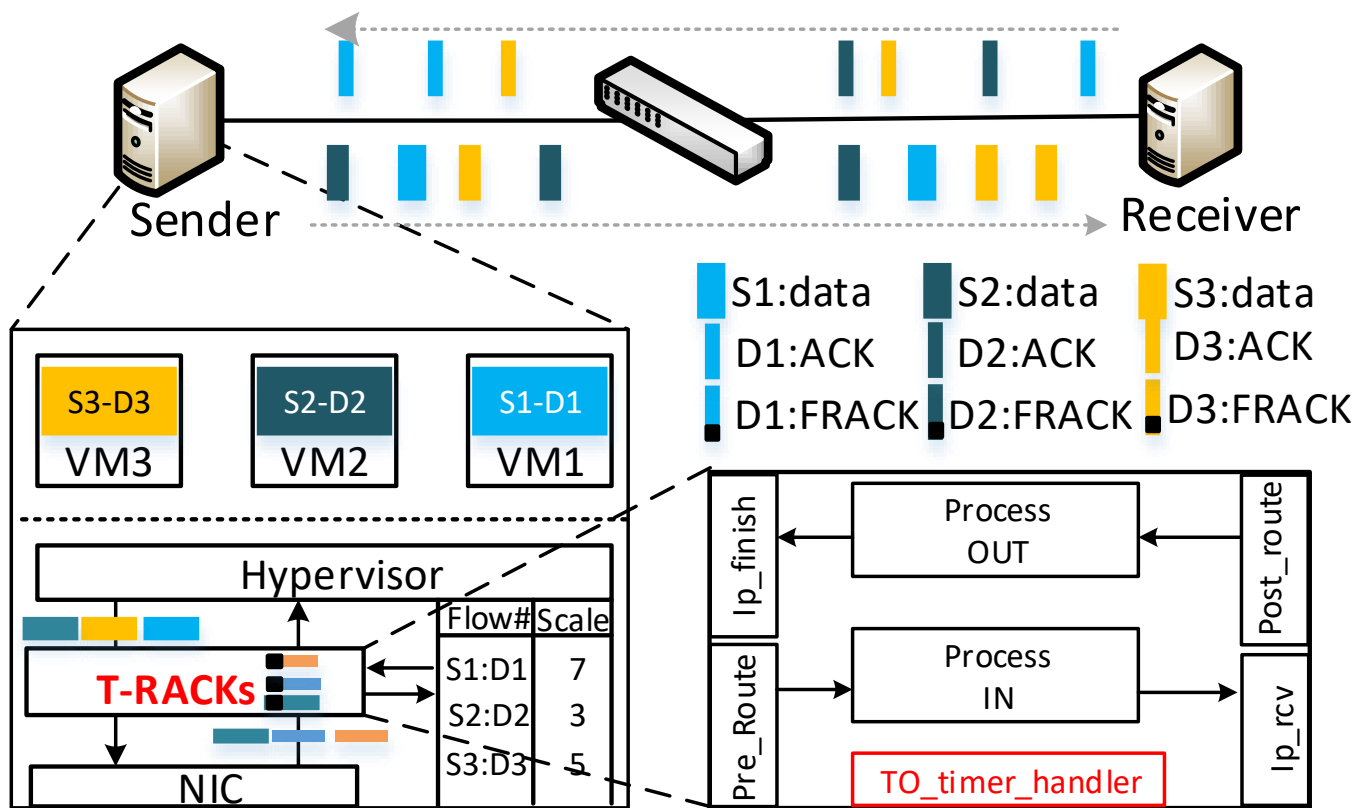 Sender
Receiver
S1:data
S2:data
S3:data
D1:ACK
D2:ACK
D3:ACK
D1:FRACK
D2:FRACK
D3:FRACK
S3-D3
S2-D2
S1-D1
VM3
VM2
VM1
Hypervisor
Flow# Scale
S1:D1 7
S2:D2 3
S3:D3 5
T-RACKs
NIC
Ip_finish
Process
OUT
Post_route
Pre_Route
Process
IN
Ip_rcv
TO_timer_handler